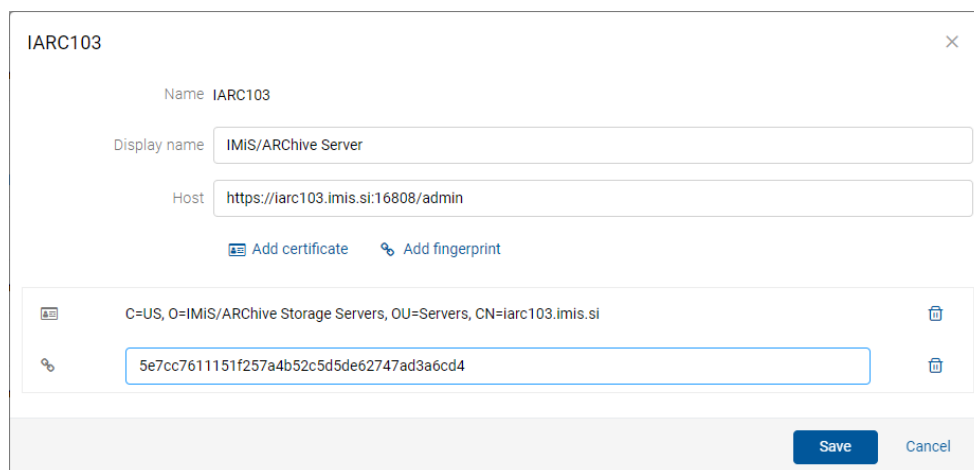 IARC103
Name IARC103
Display name IMiS/ARChive Server
Host https://iarc103.imis.si:16808/admin
Add certificate Add fingerprint
C=US, O=IMiS/ARChive Storage Servers, OU=Servers, CN=iarc103.imis.si
5e7cc7611151f257a4b52c5d5de62747ad3a6cd4
Save Cancel